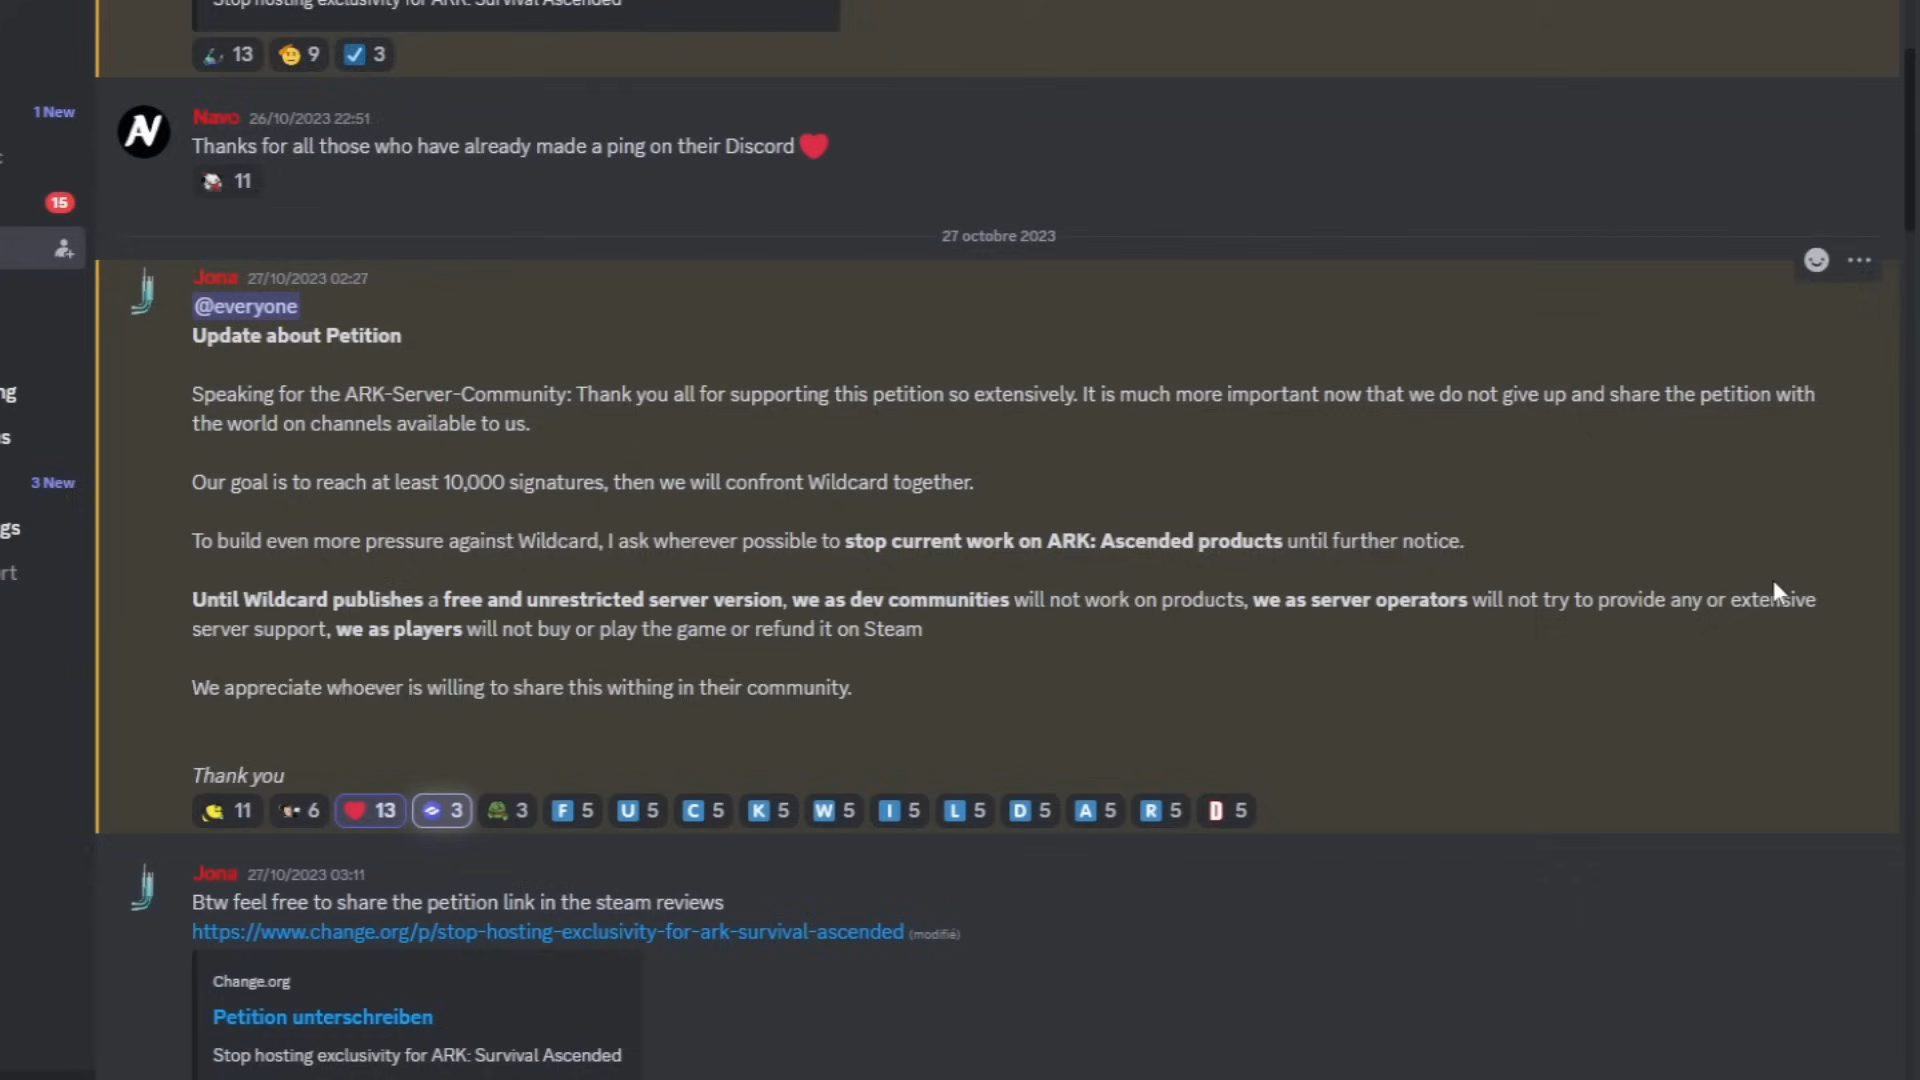 Stop hosting exclusivity for ARK: Survival Ascended
13 9 3
1 New
Navo 26/10/2023 22:51
Thanks for all those who have already made a ping on their Discord
11
15
27 octobre 2023
Jona 27/10/2023 02:27
@everyone
Update about Petition
Speaking for the ARK-Server-Community: Thank you all for supporting this petition so extensively. It is much more important now that we do not give up and share the petition with
the world on channels available to us.
Our goal is to reach at least 10,000 signatures, then we will confront Wildcard together.
3 New
To build even more pressure against Wildcard, I ask wherever possible to stop current work on ARK: Ascended products until further notice.
Until Wildcard publishes a free and unrestricted server version, we as dev communities will not work on products, we as server operators will not try to provide any or extensive
server support, we as players will not buy or play the game or refund it on Steam
We appreciate whoever is willing to share this withing in their community.
Thank you
11 6 13 3 3 F 5 U 5 C 5 K 5 W 5 I 5 L 5 D 5 A 5 R 5 D 5
Jona 27/10/2023 03:11
Btw feel free to share the petition link in the steam reviews
https://www.change.org/p/stop-hosting-exclusivity-for-ark-survival-ascended (modifié)
Change.org
Petition unterschreiben
Stop hosting exclusivity for ARK: Survival Ascended